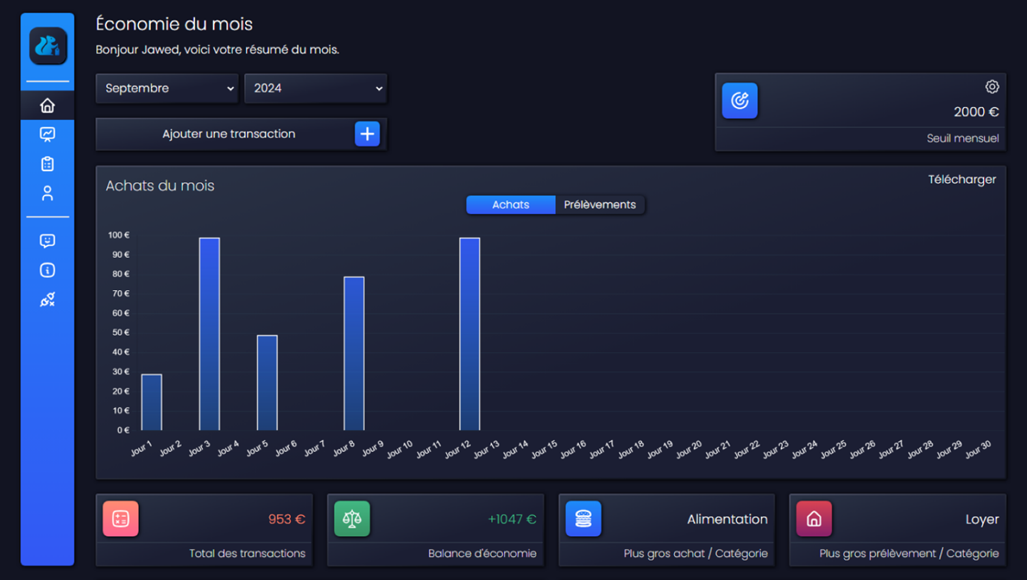 Économie du mois
Bonjour Jawed, voici votre résumé du mois.
Septembre
2024
Ajouter une transaction
2000 €
Seuil mensuel
Achats du mois
Télécharger
Achats
Prélèvements
100 €
90 €
80 €
70 €
60 €
50 €
40 €
30 €
20 €
10 €
0 €
Jour 1
Jour 2
Jour 3
Jour 4
Jour 5
Jour 6
Jour 7
Jour 8
Jour 9
Jour 10
Jour 11
Jour 12
Jour 13
Jour 14
Jour 15
Jour 16
Jour 17
Jour 18
Jour 19
Jour 20
Jour 21
Jour 22
Jour 23
Jour 24
Jour 25
Jour 26
Jour 27
Jour 28
Jour 29
Jour 30
953 €
Total des transactions
+1047 €
Balance d'économie
Alimentation
Plus gros achat / Catégorie
Loyer
Plus gros prélèvement / Catégorie